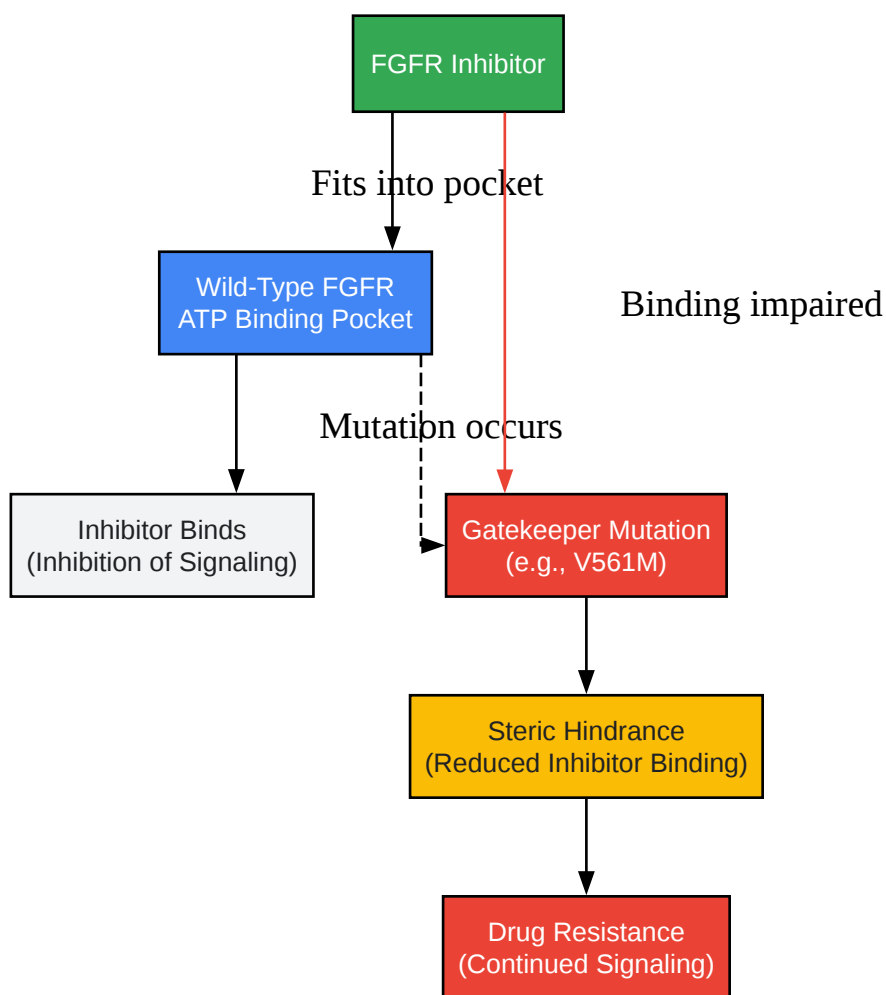 FGFR Inhibitor
Fits into pocket
Wild-Type FGFR
ATP Binding Pocket
Binding impaired
Mutation occurs
Inhibitor Binds
(Inhibition of Signaling)
Gatekeeper Mutation
(e.g., V561M)
Steric Hindrance
(Reduced Inhibitor Binding)
Drug Resistance
(Continued Signaling)